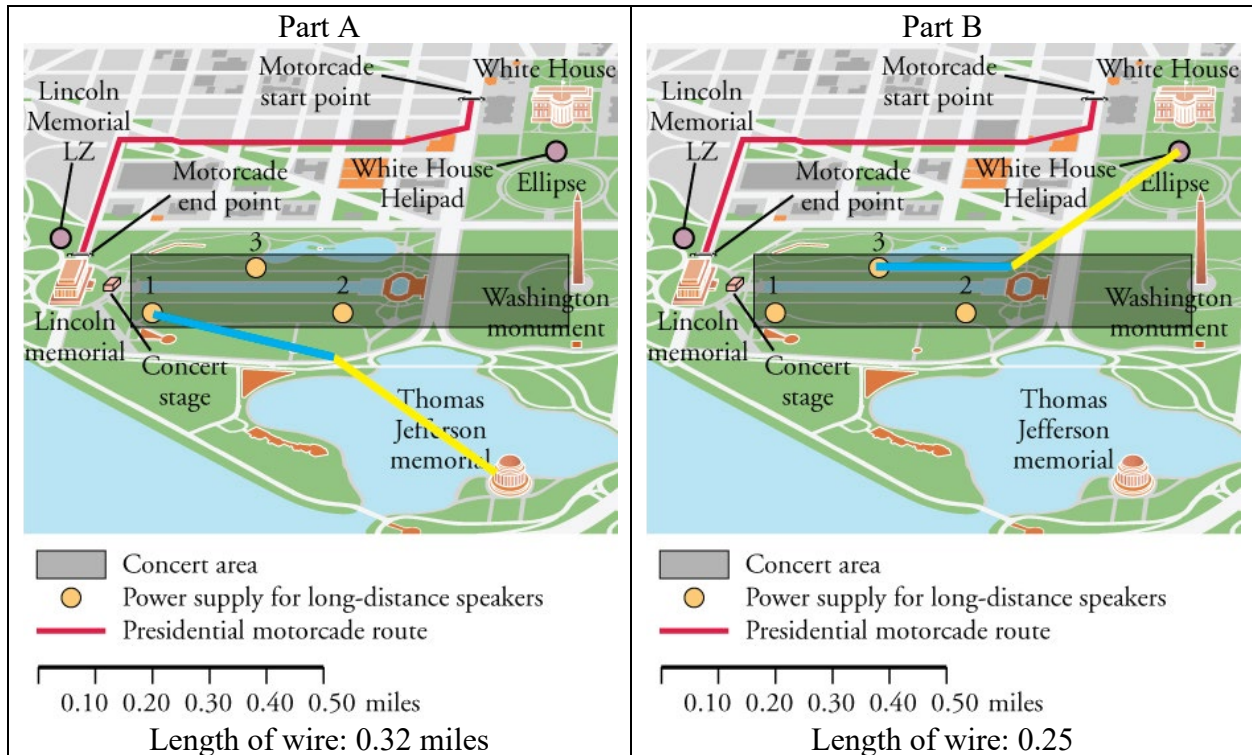 Part A
Motorcade
start point
White House
Lincoln
Memorial
LZ
Motorcade
end point
White House
Helipad
Ellipse
3
1
2
Washington
monument
Lincoln
memorial
Concert
stage
Thomas
Jefferson
memorial
Concert area
Power supply for long-distance speakers
Presidential motorcade route
0.10 0.20 0.30 0.40 0.50 miles
Length of wire: 0.32 miles
Part B
Motorcade
start point
White House
Lincoln
Memorial
LZ
Motorcade
end point
White House
Helipad
Ellipse
3
1
2
Washington
monument
Lincoln
memorial
Concert
stage
Thomas
Jefferson
memorial
Concert area
Power supply for long-distance speakers
Presidential motorcade route
0.10 0.20 0.30 0.40 0.50 miles
Length of wire: 0.25